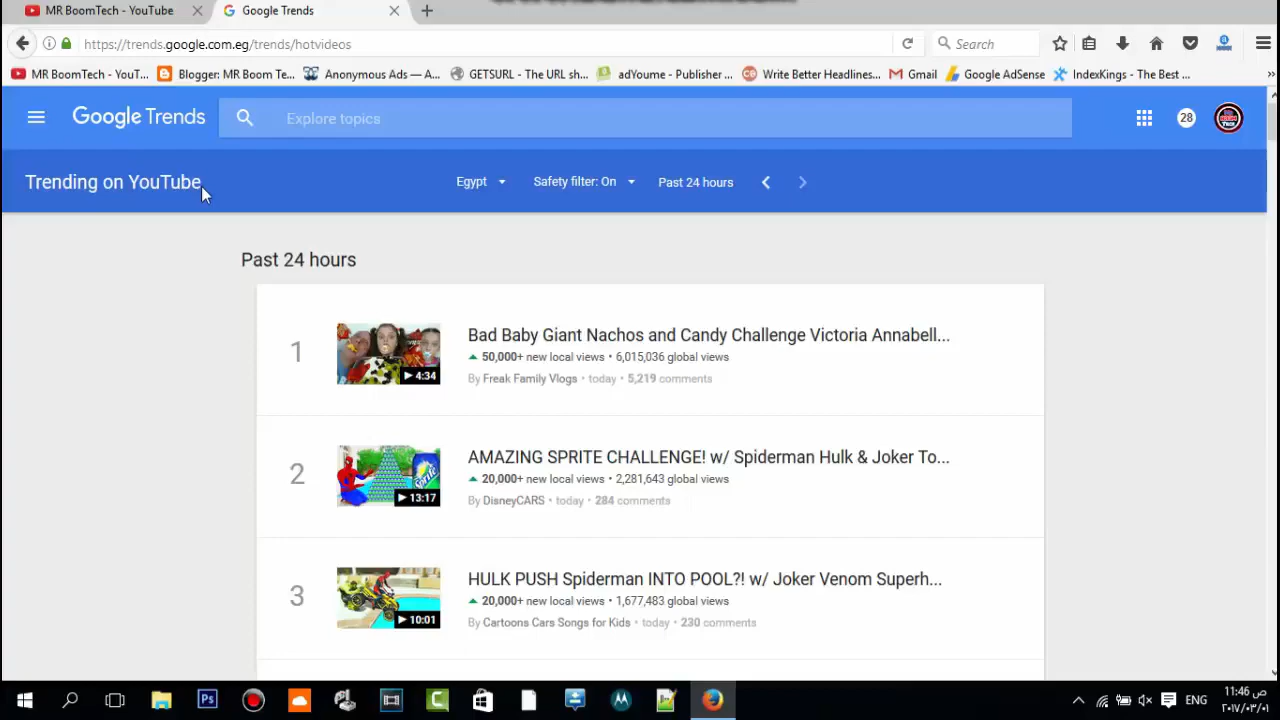 MR BoomTech - YouTube
Google Trends
https://trends.google.com.eg/trends/hotvideos
Search
MR BoomTech - YouT...
Blogger: MR Boom Te...
Anonymous Ads — A...
GETSURL - The URL sh...
adYoume - Publisher ...
Write Better Headlines...
Gmail
Google AdSense
IndexKings - The Best ...
Google Trends
Explore topics
28
Trending on YouTube
Egypt
Safety filter: On
Past 24 hours
Past 24 hours
1
4:34
Bad Baby Giant Nachos and Candy Challenge Victoria Annabell...
50,000+ new local views • 6,015,036 global views
By Freak Family Vlogs • today • 5,219 comments
2
13:17
AMAZING SPRITE CHALLENGE! w/ Spiderman Hulk & Joker To...
20,000+ new local views • 2,281,643 global views
By DisneyCARS • today • 284 comments
3
10:01
HULK PUSH Spiderman INTO POOL?! w/ Joker Venom Superh...
20,000+ new local views • 1,677,483 global views
By Cartoons Cars Songs for Kids • today • 230 comments
Ps
ENG
11:46 ص
٢٠١٧/٠٣/٠١